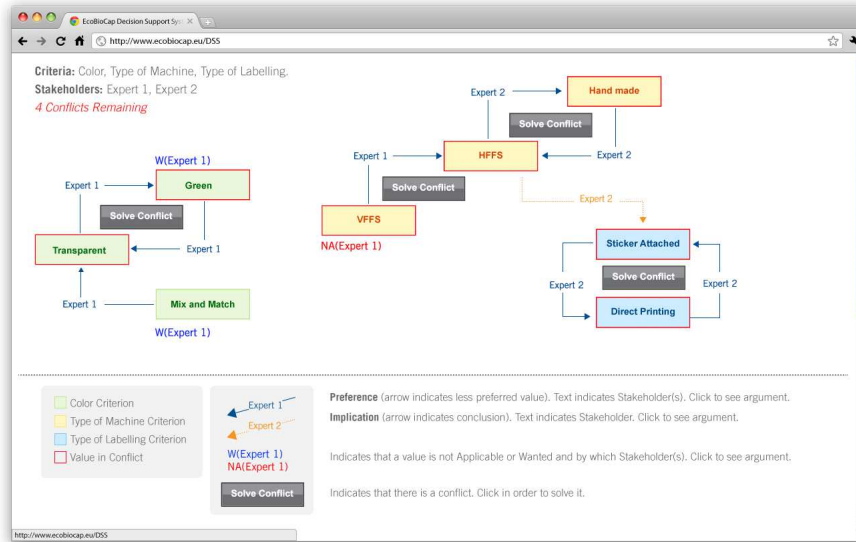 EcoBioCap Decision Support Sys
http://www.ecobiocap.eu/DSS
Criteria: Color, Type of Machine, Type of Labelling.
Stakeholders: Expert 1, Expert 2
4 Conflicts Remaining
Expert 2
Hand made
Solve Conflict
W(Expert 1)
Expert 1
HFFS
Expert 2
Expert 1
Green
Solve Conflict
Expert 2
Solve Conflict
VFFS
Transparent
Expert 1
NA(Expert 1)
Sticker Attached
Solve Conflict
Expert 2
Expert 2
Expert 1
Mix and Match
Direct Printing
W(Expert 1)
Color Criterion
Type of Machine Criterion
Type of Labelling Criterion
Value in Conflict
Expert 1
Expert 2
W(Expert 1)
NA(Expert 1)
Solve Conflict
Preference (arrow indicates less preferred value). Text indicates Stakeholder(s). Click to see argument.
Implication (arrow indicates conclusion). Text indicates Stakeholder. Click to see argument.
Indicates that a value is not Applicable or Wanted and by which Stakeholder(s). Click to see argument.
Indicates that there is a conflict. Click in order to solve it.
http://www.ecobiocap.eu/DSS